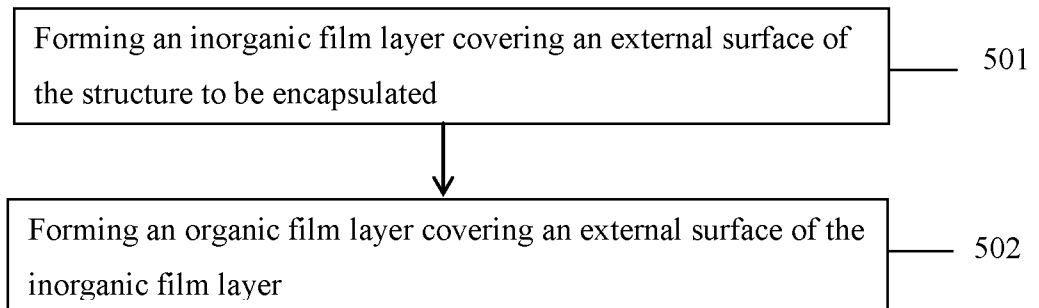 Forming an inorganic film layer covering an external surface of
the structure to be encapsulated
501
Forming an organic film layer covering an external surface of the
inorganic film layer
502